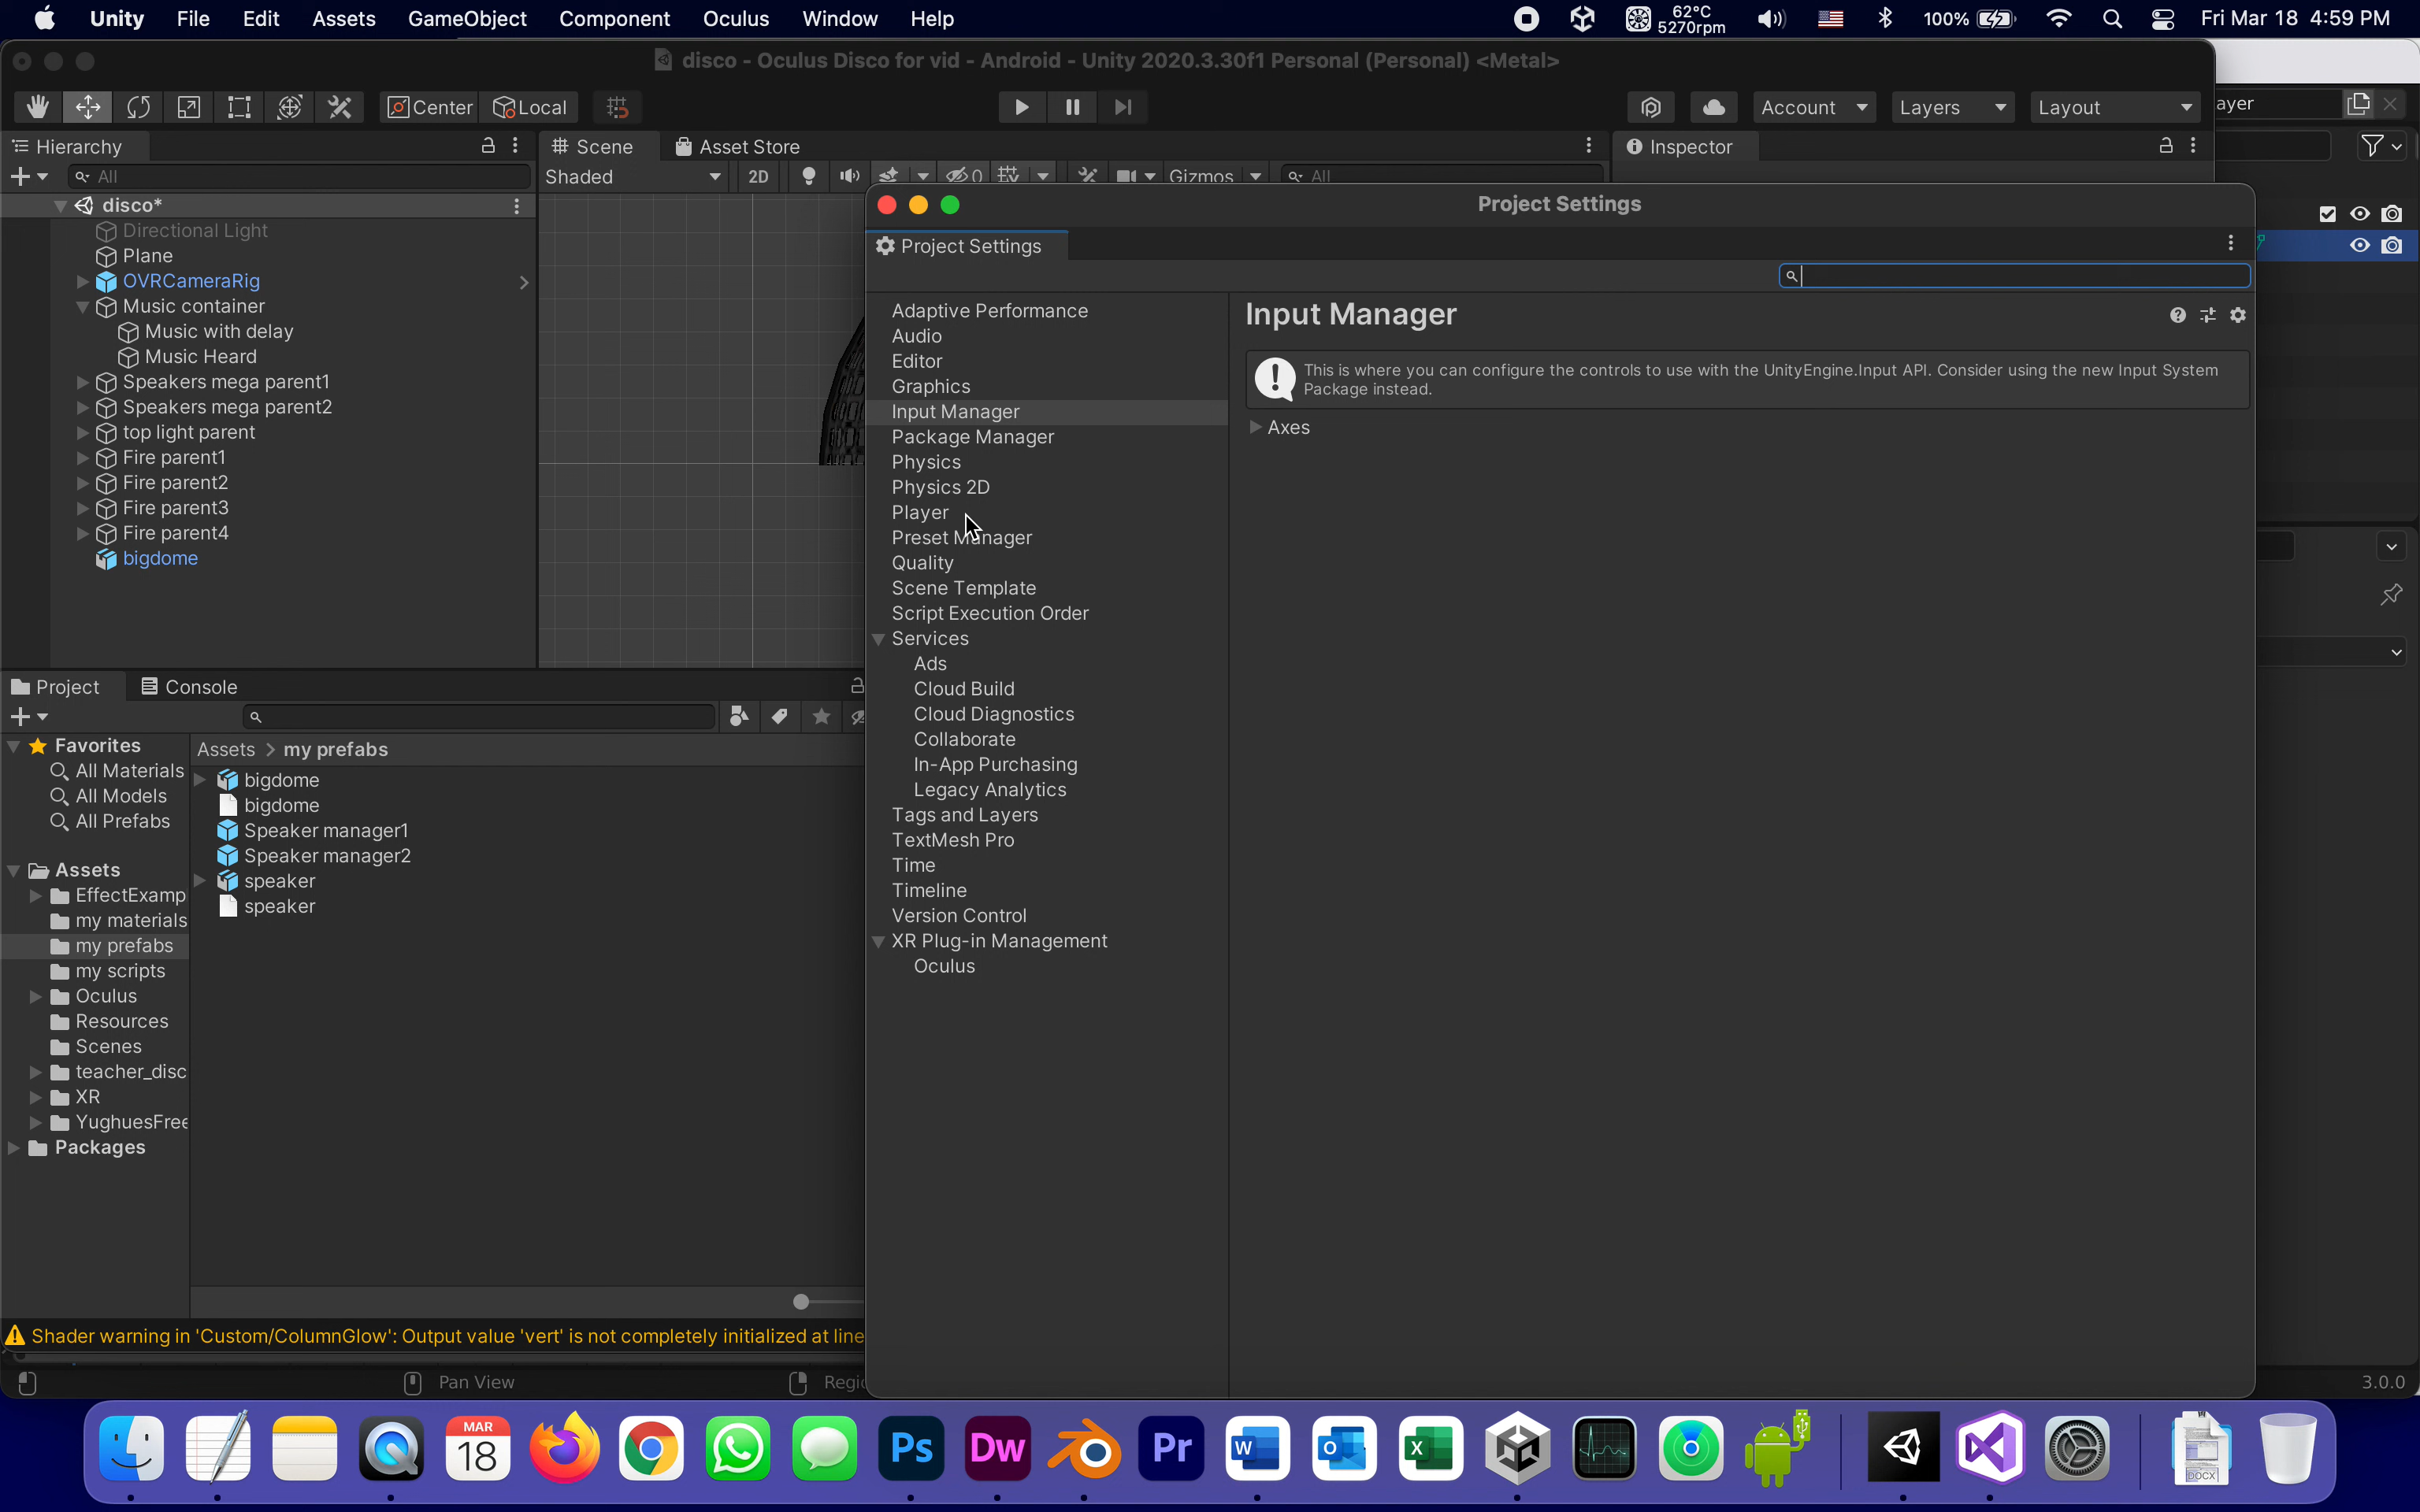 Unity File Edit Assets GameObject Component Oculus Window Help
62°C
5270rpm
100%
Fri Mar 18 4:59 PM
disco - Oculus Disco for vid - Android - Unity 2020.3.30f1 Personal (Personal) <Metal>
Center Local
Account Layers Layout
ayer
Hierarchy
All
disco*
Directional Light
Plane
OVRCameraRig
Music container
Music with delay
Music Heard
Speakers mega parent1
Speakers mega parent2
top light parent
Fire parent1
Fire parent2
Fire parent3
Fire parent4
bigdome
Scene Asset Store
Shaded 2D 0 Gizmos All
Inspector
Project Settings
Project Settings
Adaptive Performance
Audio
Editor
Graphics
Input Manager
Package Manager
Physics
Physics 2D
Player
Preset Manager
Quality
Scene Template
Script Execution Order
Services
Ads
Cloud Build
Cloud Diagnostics
Collaborate
In-App Purchasing
Legacy Analytics
Tags and Layers
TextMesh Pro
Time
Timeline
Version Control
XR Plug-in Management
Oculus
Input Manager
This is where you can configure the controls to use with the UnityEngine.Input API. Consider using the new Input System
Package instead.
Axes
Project Console
Favorites
All Materials
All Models
All Prefabs
Assets
EffectExamp
my materials
my prefabs
my scripts
Oculus
Resources
Scenes
teacher_disc
XR
YughuesFree
Packages
Assets > my prefabs
bigdome
bigdome
Speaker manager1
Speaker manager2
speaker
speaker
Shader warning in 'Custom/ColumnGlow': Output value 'vert' is not completely initialized at line
Pan View
Regio
3.0.0
MAR
18
Ps
Dw
Pr
W
O
X
DOCX